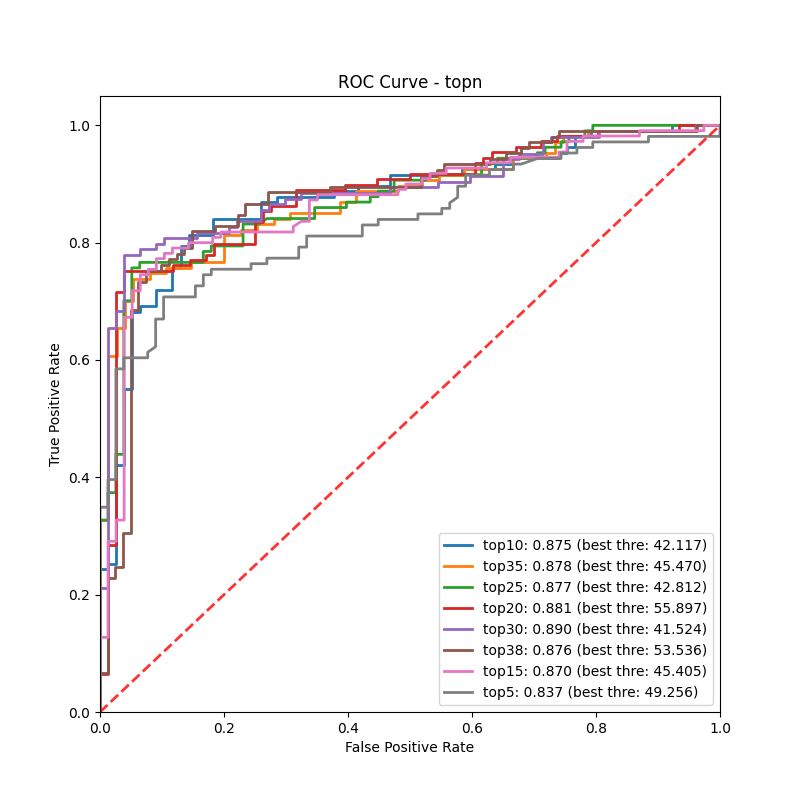 ROC Curve - topn
1.0
0.8
0.6
0.4
0.2
0.0
True Positive Rate
0.0 0.2 0.4 0.6 0.8 1.0
False Positive Rate
top10: 0.875 (best thre: 42.117)
top35: 0.878 (best thre: 45.470)
top25: 0.877 (best thre: 42.812)
top20: 0.881 (best thre: 55.897)
top30: 0.890 (best thre: 41.524)
top38: 0.876 (best thre: 53.536)
top15: 0.870 (best thre: 45.405)
top5: 0.837 (best thre: 49.256)